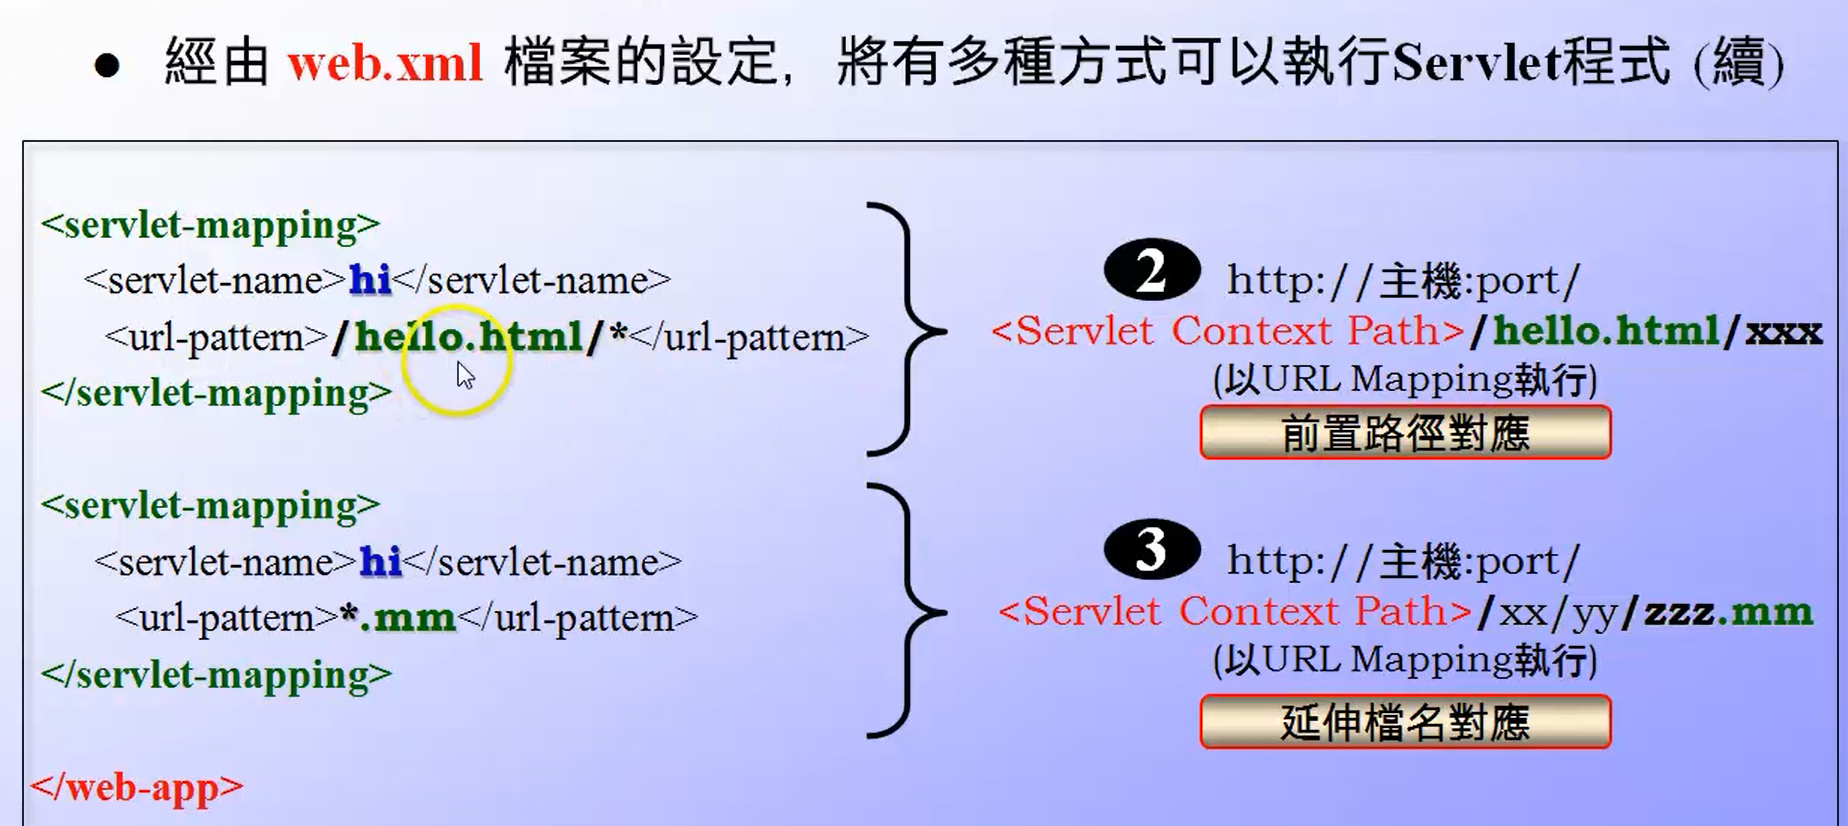 ● 經由 web.xml 檔案的設定, 將有多種方式可以執行Servlet程式 (續)
<servlet-mapping>
<servlet-name>hi</servlet-name>
<url-pattern>/hello.html/*</url-pattern>
</servlet-mapping>
2 http://主機:port/
<Servlet Context Path>/hello.html/xxx
(以URL Mapping執行)
前置路徑對應
<servlet-mapping>
<servlet-name>hi</servlet-name>
<url-pattern>*.mm</url-pattern>
</servlet-mapping>
3 http://主機:port/
<Servlet Context Path>/xx/yy/zzz.mm
(以URL Mapping執行)
延伸檔名對應
</web-app>